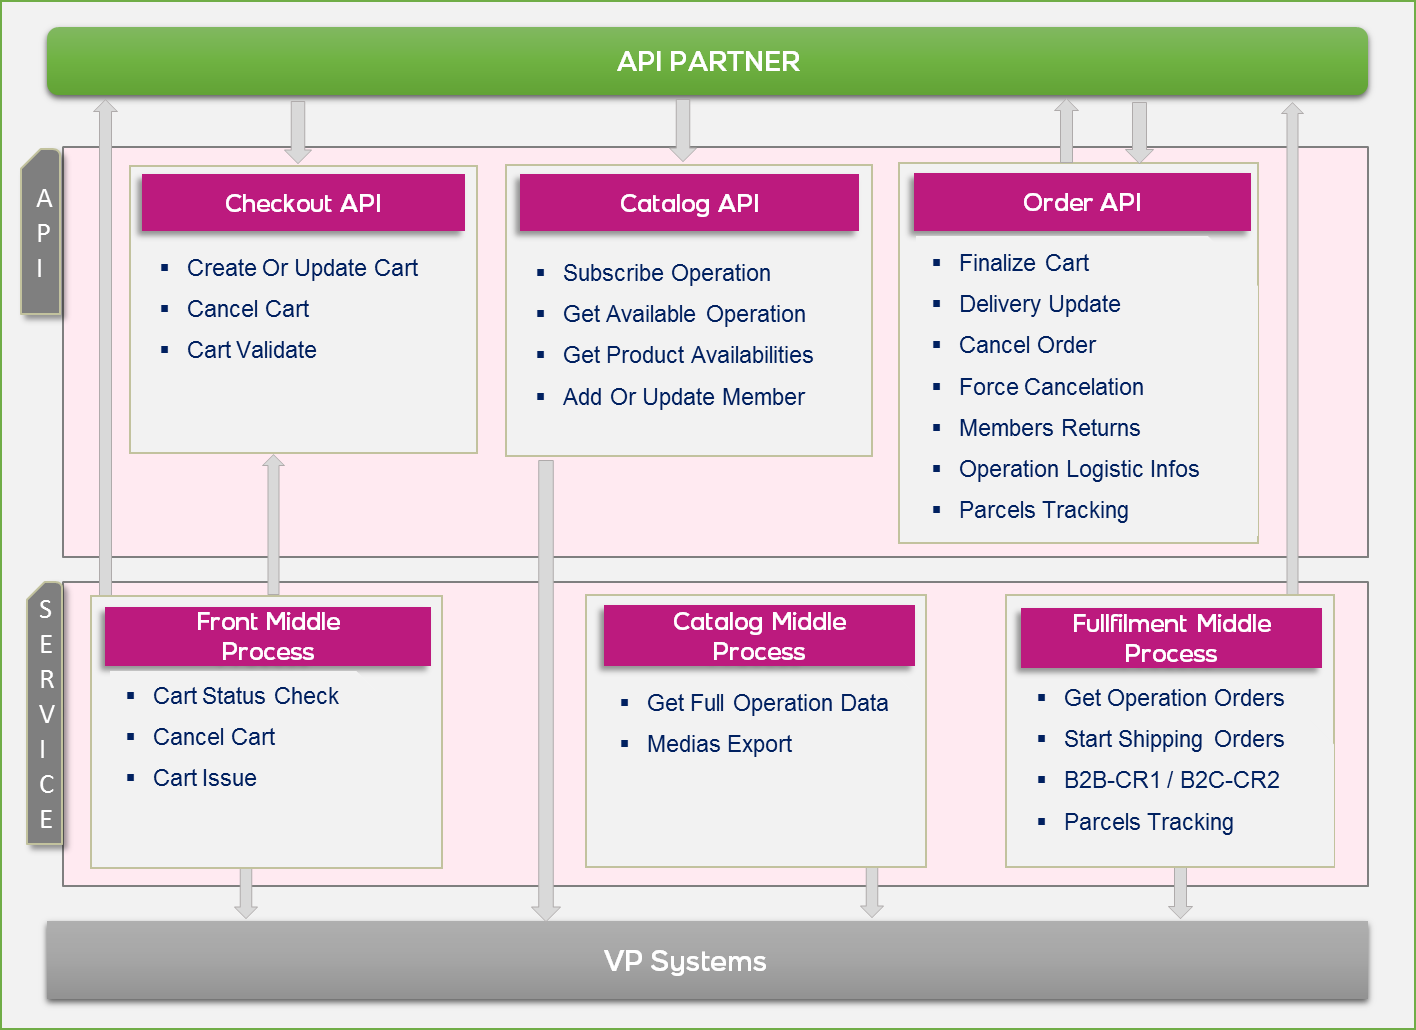 API PARTNER
A
P
I
Checkout API
Create Or Update Cart
Cancel Cart
Cart Validate
Catalog API
Subscribe Operation
Get Available Operation
Get Product Availabilities
Add Or Update Member
Order API
Finalize Cart
Delivery Update
Cancel Order
Force Cancelation
Members Returns
Operation Logistic Infos
Parcels Tracking
S
E
R
V
I
C
E
Front Middle
Process
Cart Status Check
Cancel Cart
Cart Issue
Catalog Middle
Process
Get Full Operation Data
Medias Export
Fullfilment Middle
Process
Get Operation Orders
Start Shipping Orders
B2B-CR1 / B2C-CR2
Parcels Tracking
VP Systems